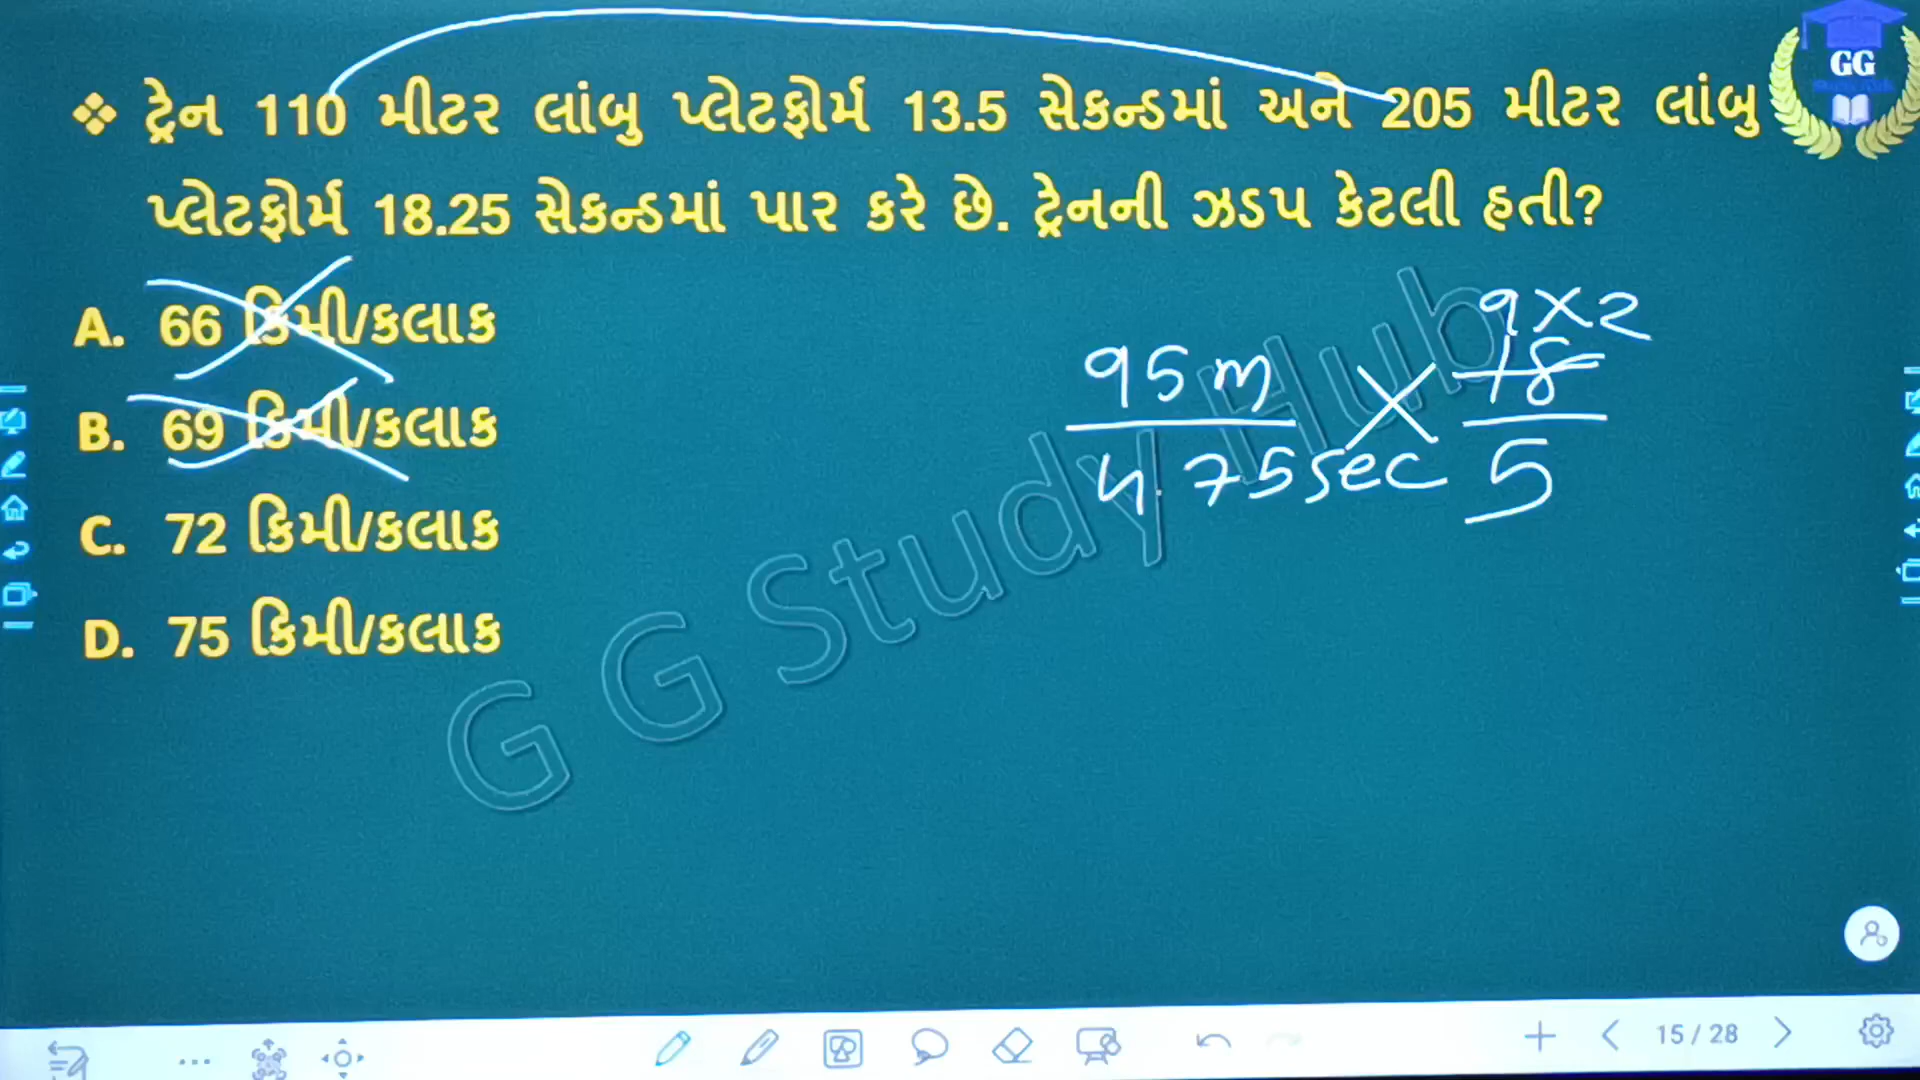 ❖ ટ્રેન 110 મીટર લાંબુ પ્લેટફોર્મ 13.5 સેકન્ડમાં અને 205 મીટર લાંબુ
પ્લેટફોર્મ 18.25 સેકન્ડમાં પાર કરે છે. ટ્રેનની ઝડપ કેટલી હતી?
A. 66 કિમી/કલાક
B. 69 કિમી/કલાક
C. 72 કિમી/કલાક
D. 75 કિમી/કલાક
9 X 2
95 m X 18
4.75 sec 5
G G Study Hub
GG
15 / 28